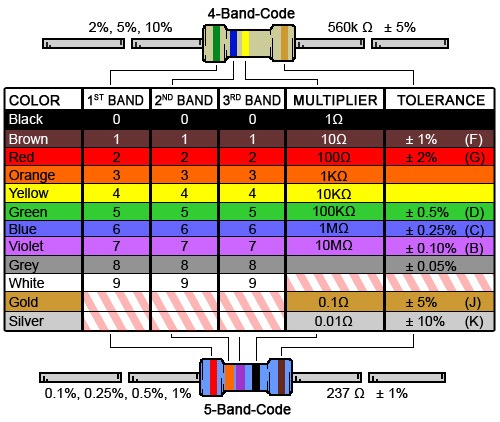 4-Band-Code
2%, 5%, 10% 560k Ω ± 5%
COLOR 1ST BAND 2ND BAND 3RD BAND MULTIPLIER TOLERANCE
Black 0 0 0 1Ω
Brown 1 1 1 10Ω ± 1% (F)
Red 2 2 2 100Ω ± 2% (G)
Orange 3 3 3 1KΩ
Yellow 4 4 4 10KΩ
Green 5 5 5 100KΩ ± 0.5% (D)
Blue 6 6 6 1MΩ ± 0.25% (C)
Violet 7 7 7 10MΩ ± 0.10% (B)
Grey 8 8 8 ± 0.05%
White 9 9 9
Gold 0.1Ω ± 5% (J)
Silver 0.01Ω ± 10% (K)
0.1%, 0.25%, 0.5%, 1% 237 Ω ± 1%
5-Band-Code